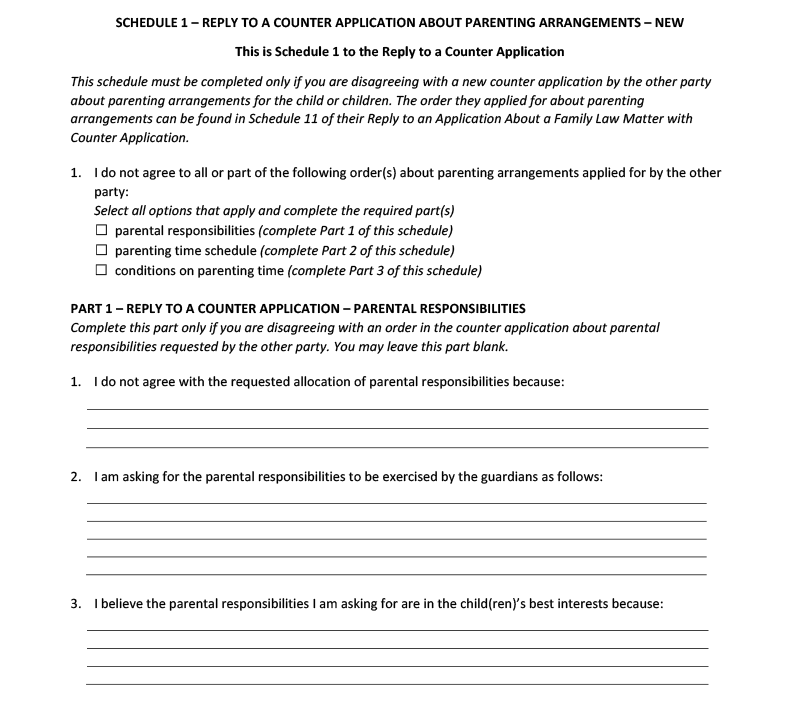 SCHEDULE 1 – REPLY TO A COUNTER APPLICATION ABOUT PARENTING ARRANGEMENTS – NEW
This is Schedule 1 to the Reply to a Counter Application
This schedule must be completed only if you are disagreeing with a new counter application by the other party
about parenting arrangements for the child or children. The order they applied for about parenting
arrangements can be found in Schedule 11 of their Reply to an Application About a Family Law Matter with
Counter Application.
1. I do not agree to all or part of the following order(s) about parenting arrangements applied for by the other
party:
Select all options that apply and complete the required part(s)
☐ parental responsibilities (complete Part 1 of this schedule)
☐ parenting time schedule (complete Part 2 of this schedule)
☐ conditions on parenting time (complete Part 3 of this schedule)
PART 1 – REPLY TO A COUNTER APPLICATION – PARENTAL RESPONSIBILITIES
Complete this part only if you are disagreeing with an order in the counter application about parental
responsibilities requested by the other party. You may leave this part blank.
1. I do not agree with the requested allocation of parental responsibilities because:
2. I am asking for the parental responsibilities to be exercised by the guardians as follows:
3. I believe the parental responsibilities I am asking for are in the child(ren)’s best interests because: